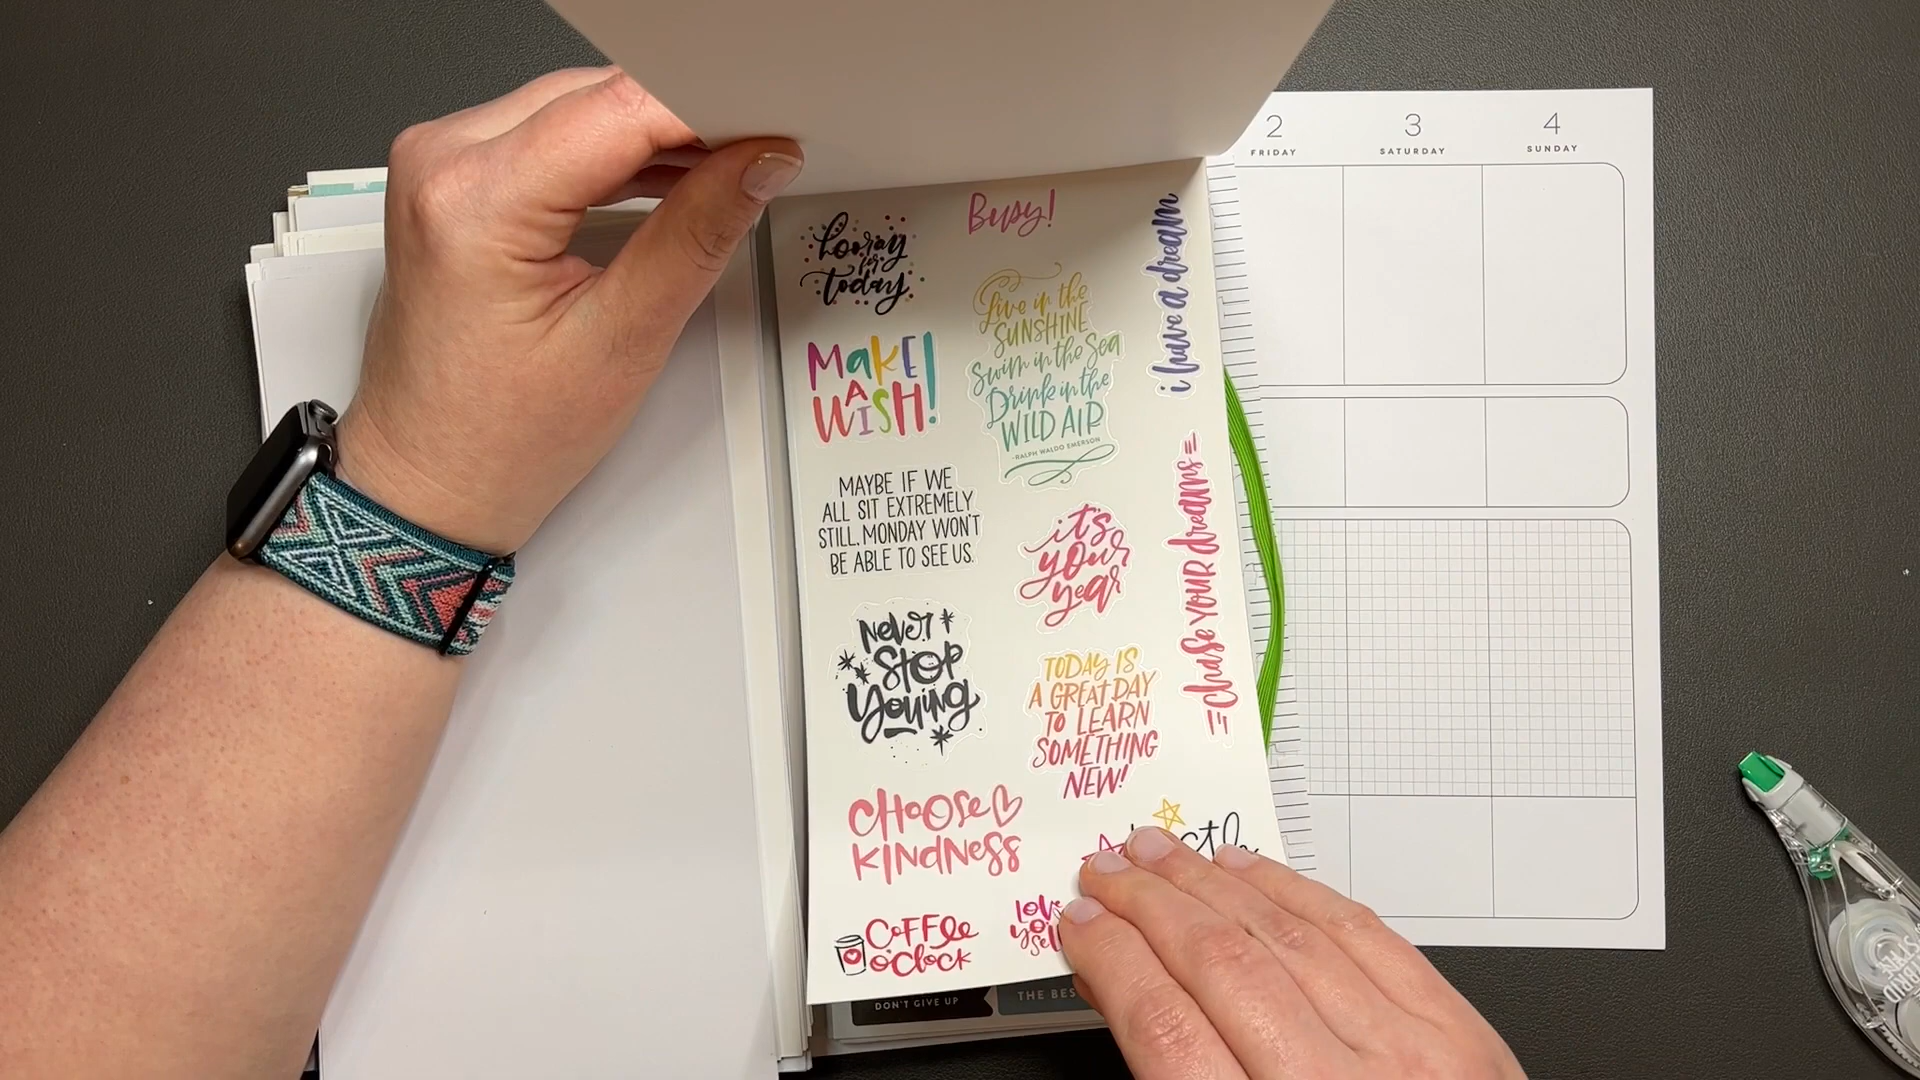 2
FRIDAY
3
SATURDAY
4
SUNDAY
hooray
for
today
Busy!
i have a dream
Live in the
SUNSHINE
Swim in the Sea
Drink in the
WILD AIR
-RALPH WALDO EMERSON
MAKE
A
WISH!
MAYBE IF WE
ALL SIT EXTREMELY
STILL, MONDAY WON'T
BE ABLE TO SEE US.
it's
your
year
=chase YOUR dreams=
Never
Stop
Young
TODAY IS
A GREAT DAY
TO LEARN
SOMETHING
NEW!
CHOOSE
KINDNESS
COFFEE
O'CLOCK
LOVE
DON'T GIVE UP
THE BES